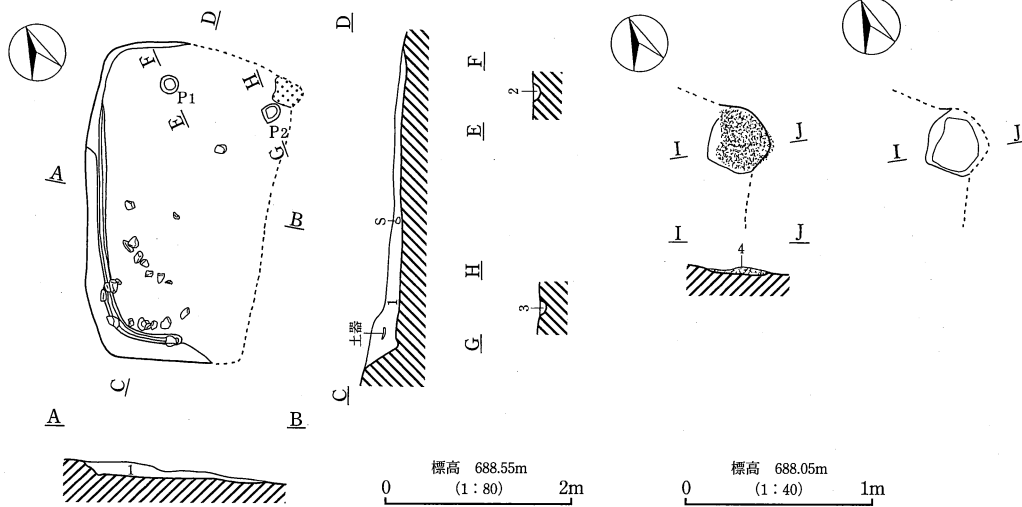 D
F
H
P1
E
P2
G
A
B
C
A
B
1
D
F
2
E
S
H
1
3
土器
G
C
I
J
I
J
4
I
J
標高 688.55m
0 (1：80) 2m
標高 688.05m
0 (1：40) 1m